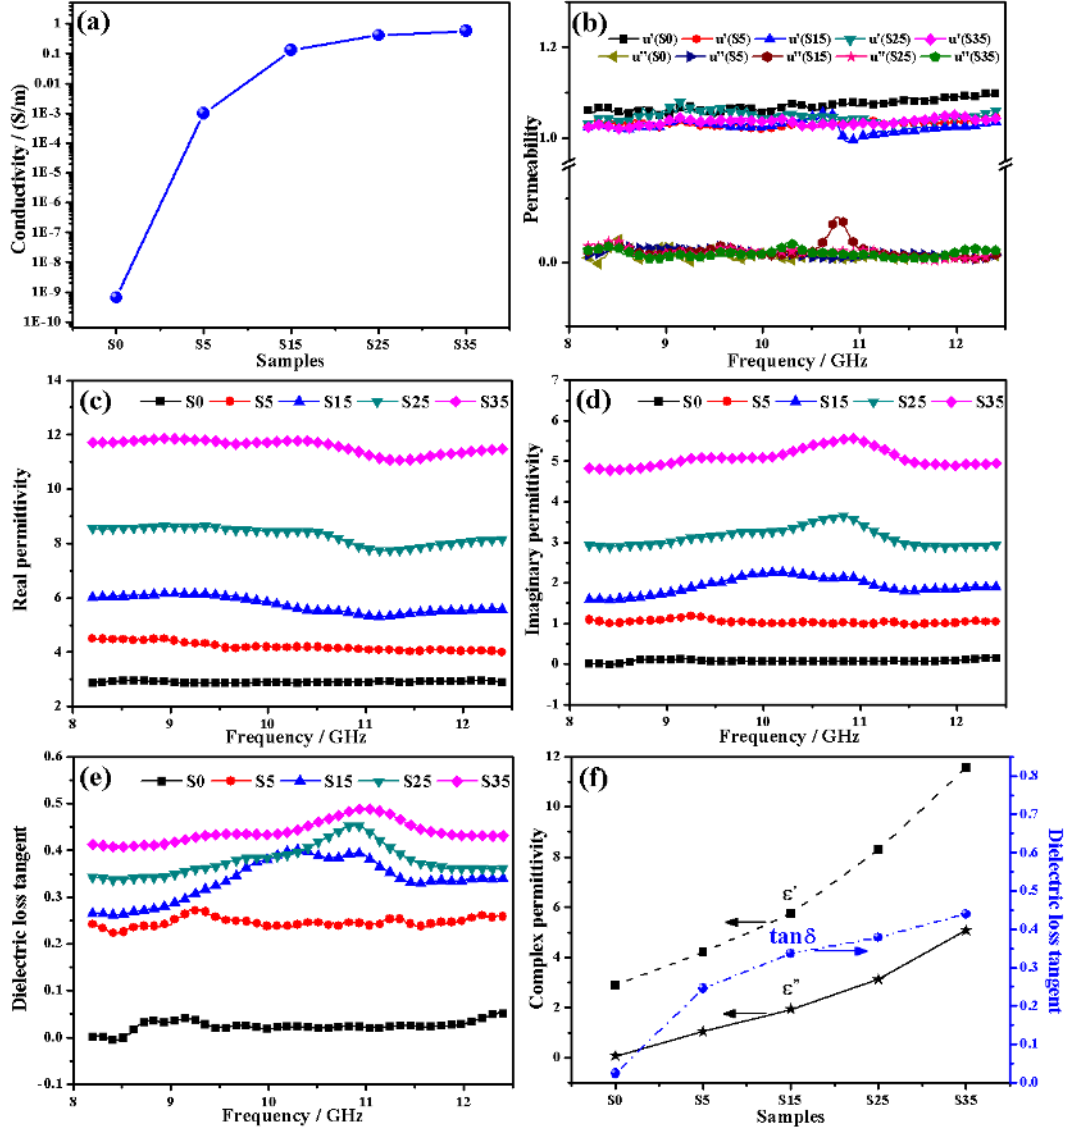 (a)
Conductivity / (S/m)
1
0.1
0.01
1E-3
1E-4
1E-5
1E-6
1E-7
1E-8
1E-9
1E-10
S0 S5 S15 S25 S35
Samples
(b)
u'(S0) u'(S5) u'(S15) u'(S25) u'(S35)
u''(S0) u''(S5) u''(S15) u''(S25) u''(S35)
Permeability
1.2
1.0
0.0
8 9 10 11 12
Frequency / GHz
(c)
S0 S5 S15 S25 S35
Real permittivity
14
12
10
8
6
4
2
8 9 10 11 12
Frequency / GHz
(d)
S0 S5 S15 S25 S35
Imaginary permittivity
7
6
5
4
3
2
1
0
-1
8 9 10 11 12
Frequency / GHz
(e)
S0 S5 S15 S25 S35
Dielectric loss tangent
0.6
0.5
0.4
0.3
0.2
0.1
0.0
-0.1
8 9 10 11 12
Frequency / GHz
(f)
Complex permittivity
12
10
8
6
4
2
0
ε'
tanδ
ε''
0.8
0.7
0.6
0.5
0.4
0.3
0.2
0.1
0.0
Dielectric loss tangent
S0 S5 S15 S25 S35
Samples